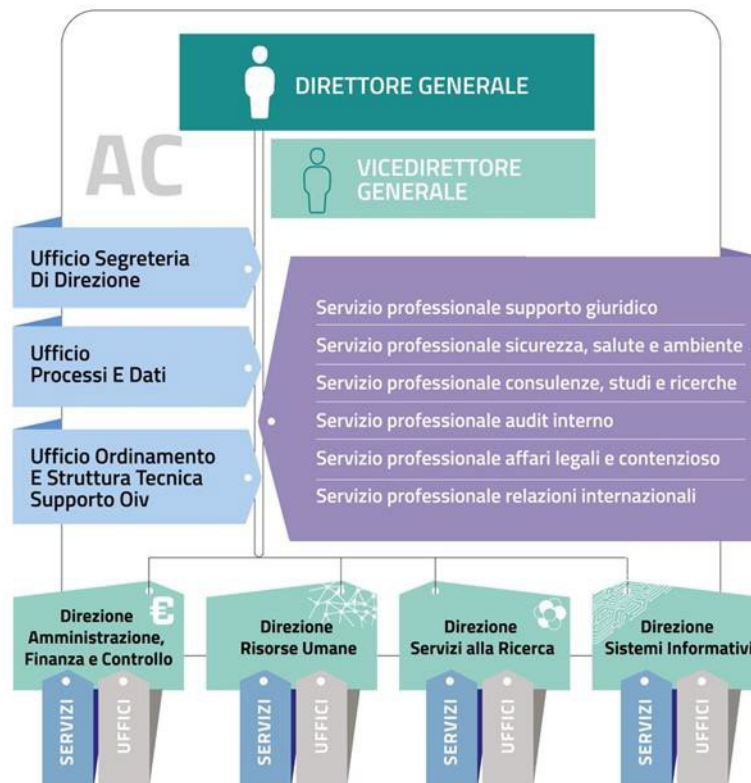 DIRETTORE GENERALE
AC
VICEDIRETTORE
GENERALE
Ufficio Segreteria
Di Direzione
Ufficio
Processi E Dati
Ufficio Ordinamento
E Struttura Tecnica
Supporto Oiv
Servizio professionale supporto giuridico
Servizio professionale sicurezza, salute e ambiente
Servizio professionale consulenze, studi e ricerche
Servizio professionale audit interno
Servizio professionale affari legali e contenzioso
Servizio professionale relazioni internazionali
Direzione
Amministrazione,
Finanza e Controllo
€
Direzione
Risorse Umane
Direzione
Servizi alla Ricerca
Direzione
Sistemi Informativi
SERVIZI
UFFICI
SERVIZI
UFFICI
SERVIZI
UFFICI
SERVIZI
UFFICI